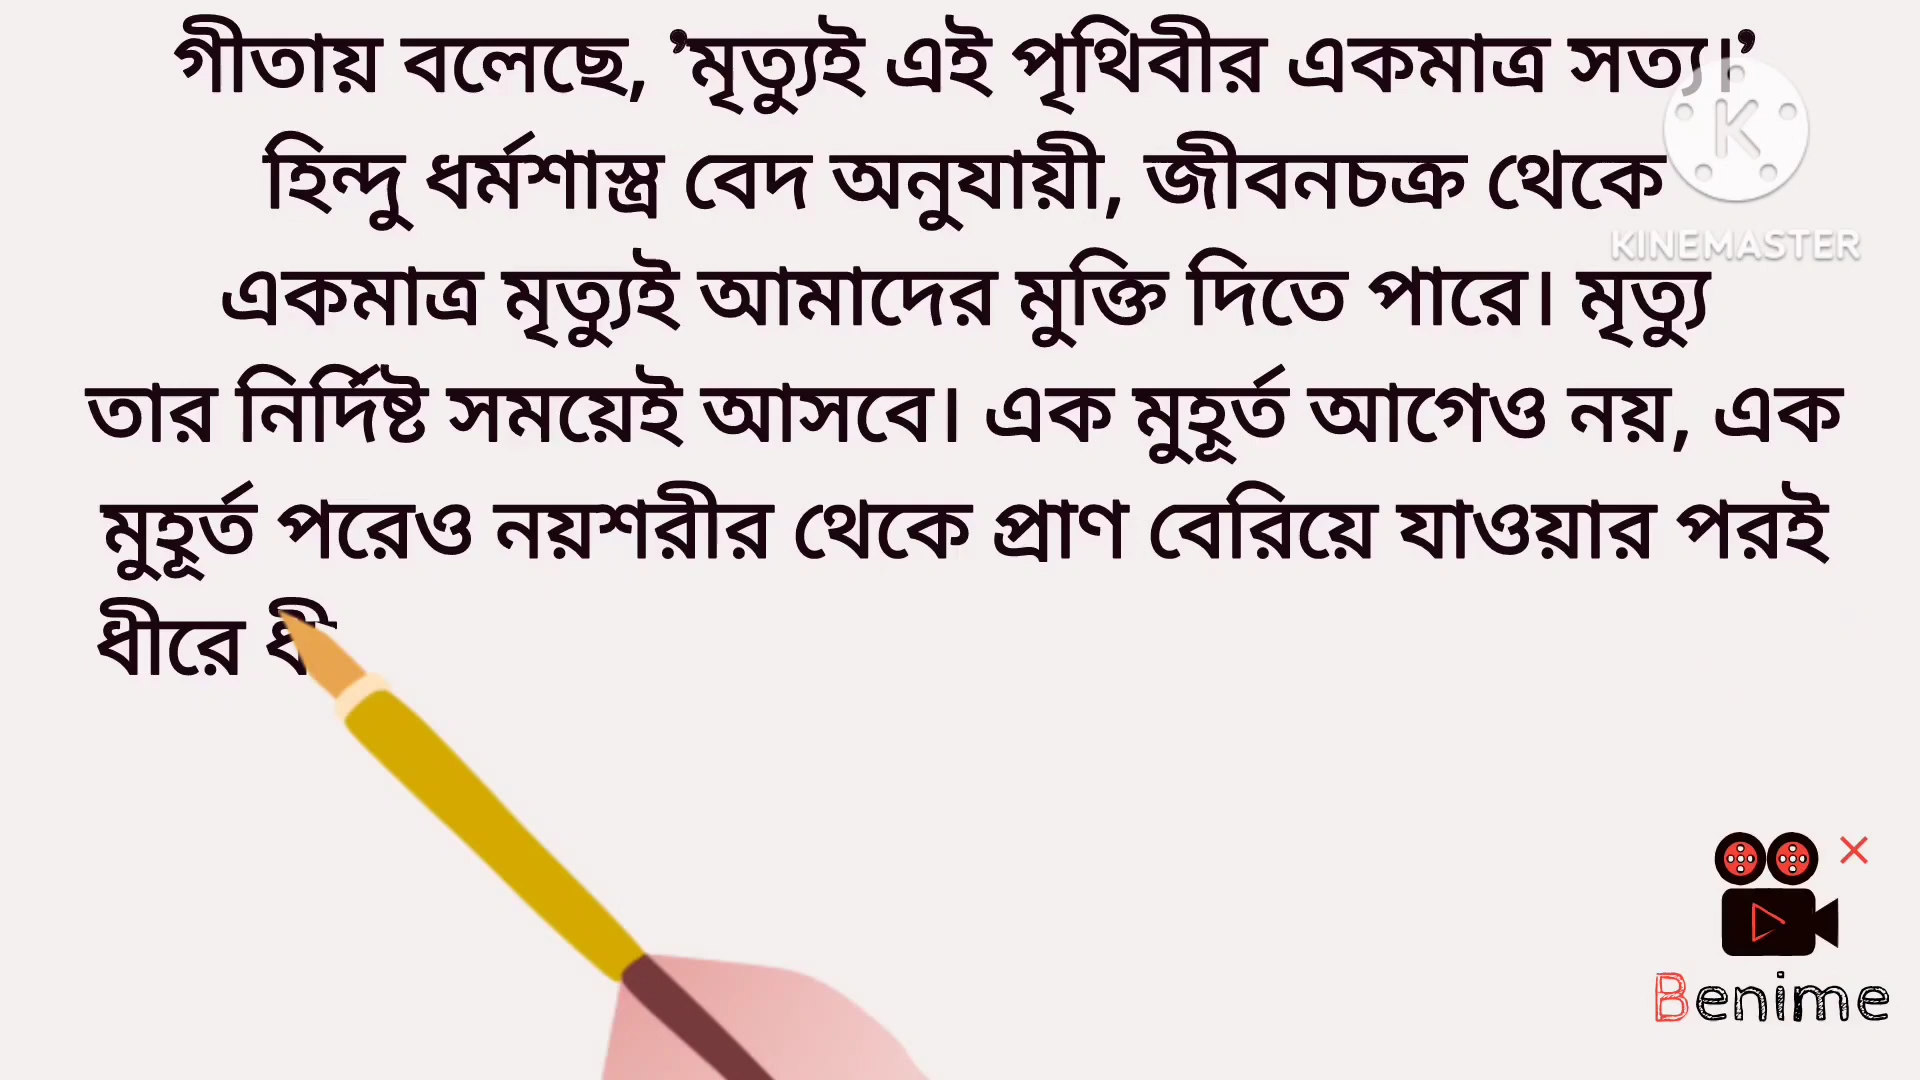 গীতায় বলেছে, ’মৃত্যুই এই পৃথিবীর একমাত্র সত্য।’
হিন্দু ধর্মশাস্ত্র বেদ অনুযায়ী, জীবনচক্র থেকে
একমাত্র মৃত্যুই আমাদের মুক্তি দিতে পারে। মৃত্যু
তার নির্দিষ্ট সময়েই আসবে। এক মুহূর্ত আগেও নয়, এক
মুহূর্ত পরেও নয়শরীর থেকে প্রাণ বেরিয়ে যাওয়ার পরই
ধীরে ধী
K
KINEMASTER
Benime